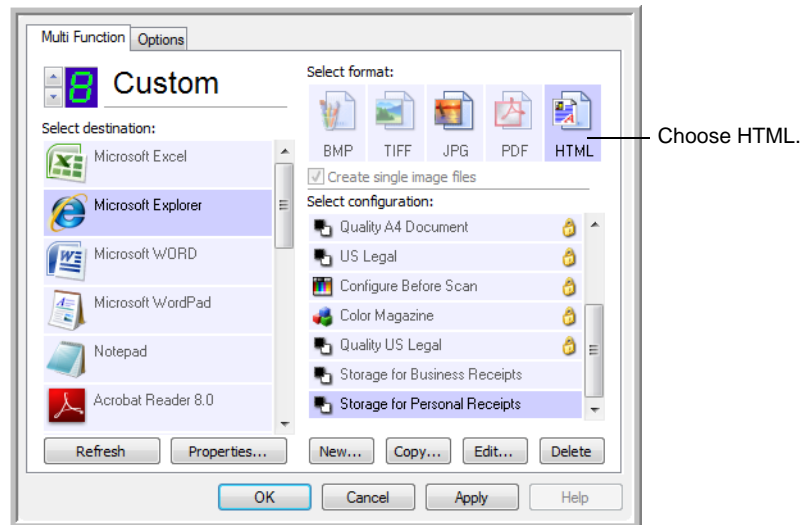 Multi Function Options
8 Custom
Select destination:
Microsoft Excel
Microsoft Explorer
Microsoft WORD
Microsoft WordPad
Notepad
Acrobat Reader 8.0
Refresh Properties...
Select format:
BMP TIFF JPG PDF HTML
Create single image files
Select configuration:
Quality A4 Document
US Legal
Configure Before Scan
Color Magazine
Quality US Legal
Storage for Business Receipts
Storage for Personal Receipts
New... Copy... Edit... Delete
OK Cancel Apply Help
Choose HTML.